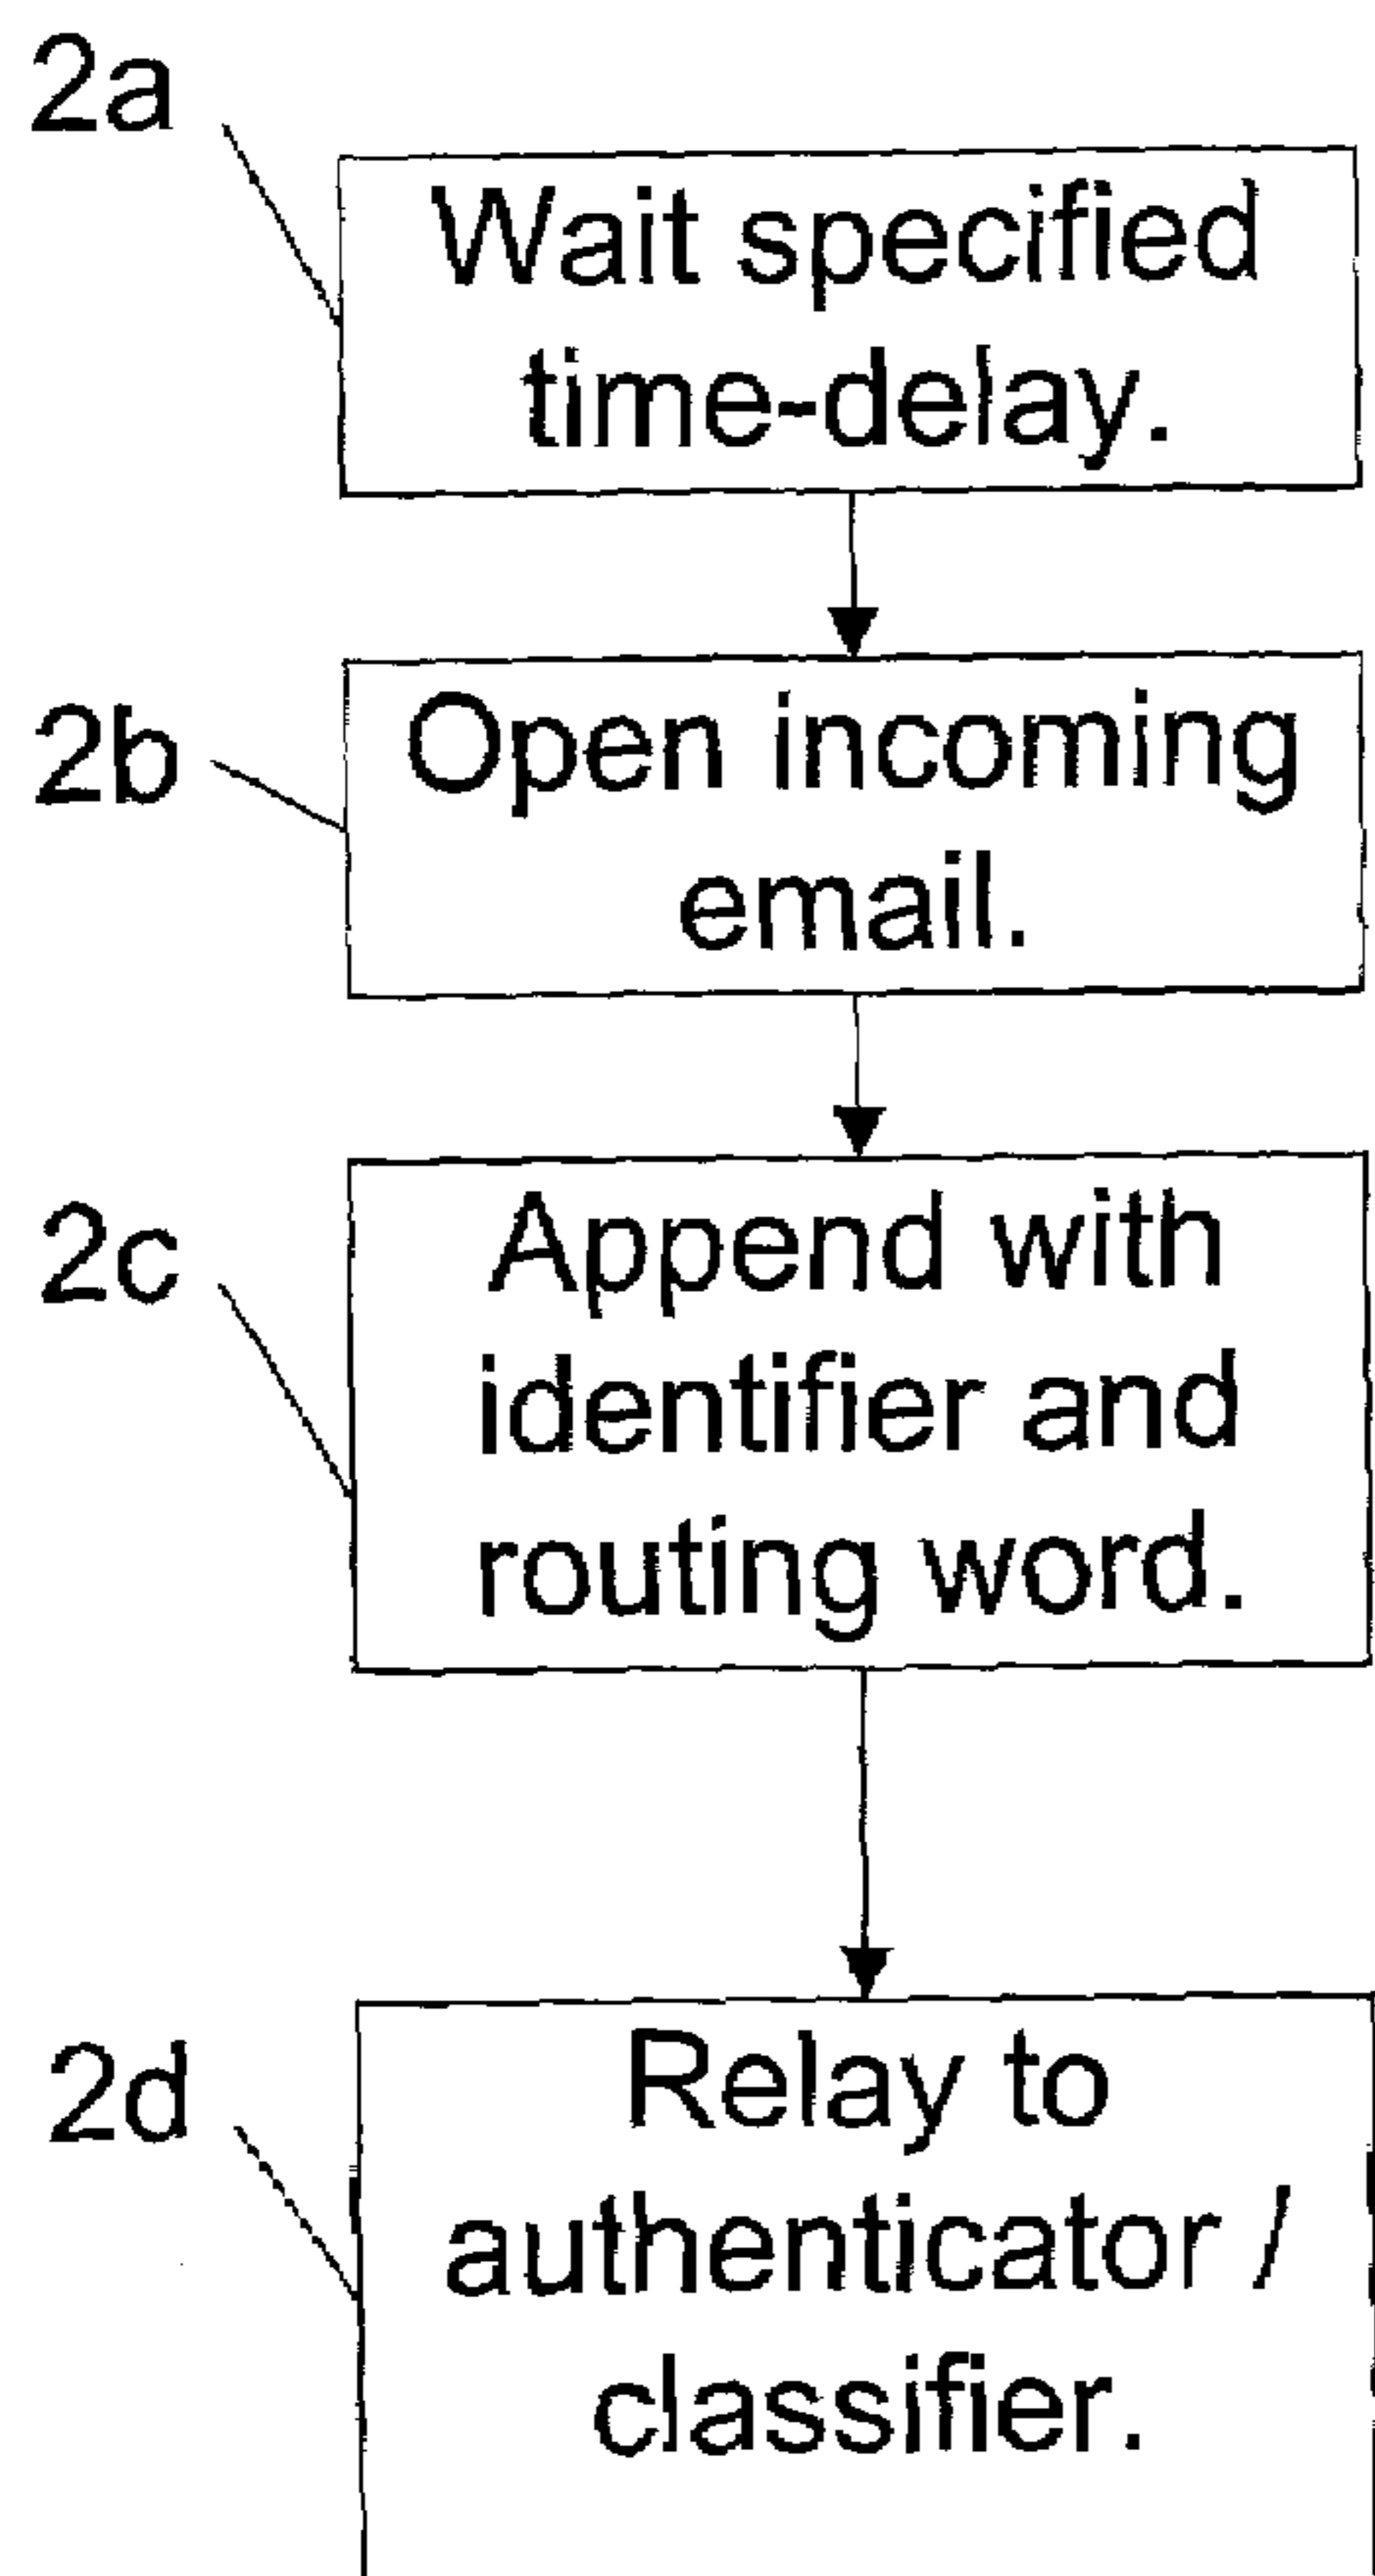 2a
Wait specified
time-delay.
2b
Open incoming
email.
2c
Append with
identifier and
routing word.
2d
Relay to
authenticator /
classifier.